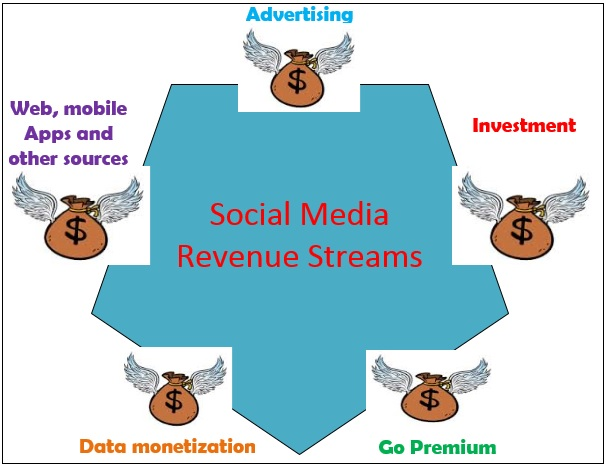 Advertising
$
Web, mobile
Apps and
other sources
$
Investment
$
Social Media
Revenue Streams
$
Data monetization
$
Go Premium